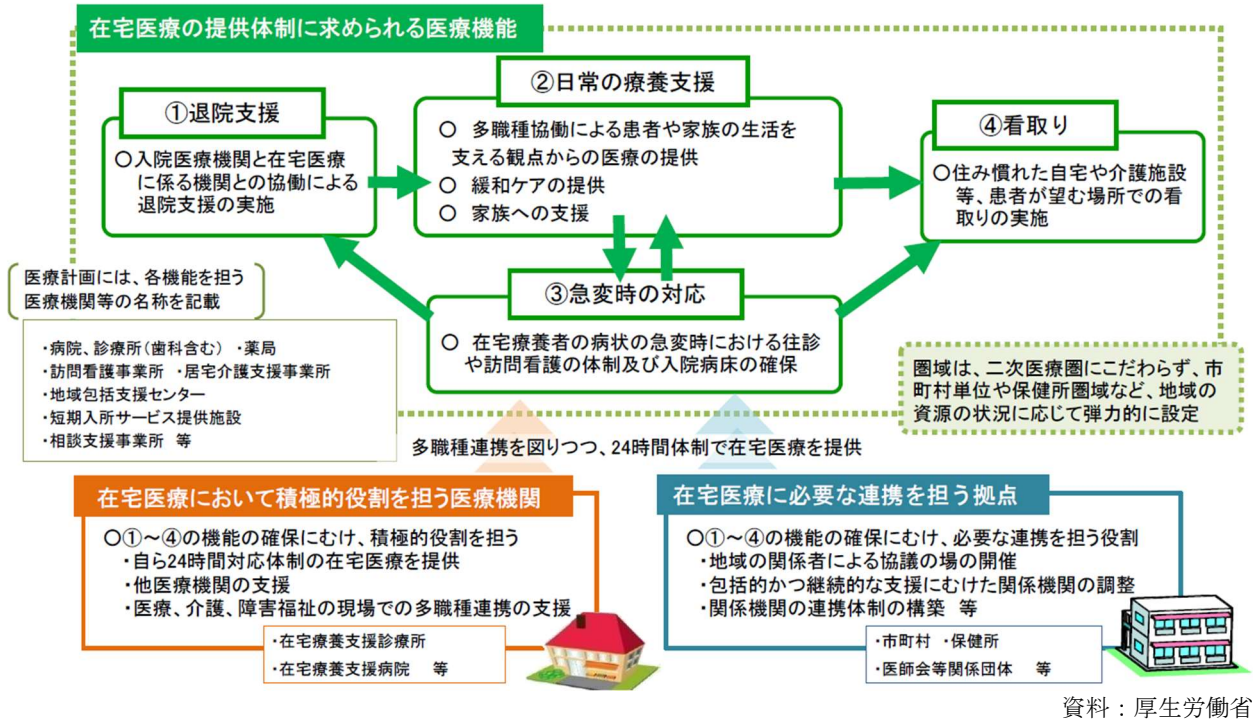 在宅医療の提供体制に求められる医療機能
①退院支援
○入院医療機関と在宅医療
に係る機関との協働による
退院支援の実施
②日常の療養支援
○ 多職種協働による患者や家族の生活を
支える観点からの医療の提供
○ 緩和ケアの提供
○ 家族への支援
④看取り
○住み慣れた自宅や介護施設
等、患者が望む場所での看
取りの実施
③急変時の対応
○ 在宅療養者の病状の急変時における往診
や訪問看護の体制及び入院病床の確保
医療計画には、各機能を担う
医療機関等の名称を記載
・病院、診療所(歯科含む) ・薬局
・訪問看護事業所 ・居宅介護支援事業所
・地域包括支援センター
・短期入所サービス提供施設
・相談支援事業所 等
圏域は、二次医療圏にこだわらず、市
町村単位や保健所圏域など、地域の
資源の状況に応じて弾力的に設定
多職種連携を図りつつ、24時間体制で在宅医療を提供
在宅医療において積極的役割を担う医療機関
○①～④の機能の確保にむけ、積極的役割を担う
・自ら24時間対応体制の在宅医療を提供
・他医療機関の支援
・医療、介護、障害福祉の現場での多職種連携の支援
・在宅療養支援診療所
・在宅療養支援病院 等
在宅医療に必要な連携を担う拠点
○①～④の機能の確保にむけ、必要な連携を担う役割
・地域の関係者による協議の場の開催
・包括的かつ継続的な支援にむけた関係機関の調整
・関係機関の連携体制の構築 等
・市町村 ・保健所
・医師会等関係団体 等
資料：厚生労働省